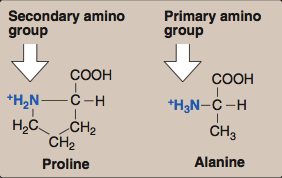 Secondary amino
group
Primary amino
group
COOH
⁺H₂N—C–H
H₂C
CH₂
CH₂
Proline
COOH
⁺H₃N–C–H
CH₃
Alanine